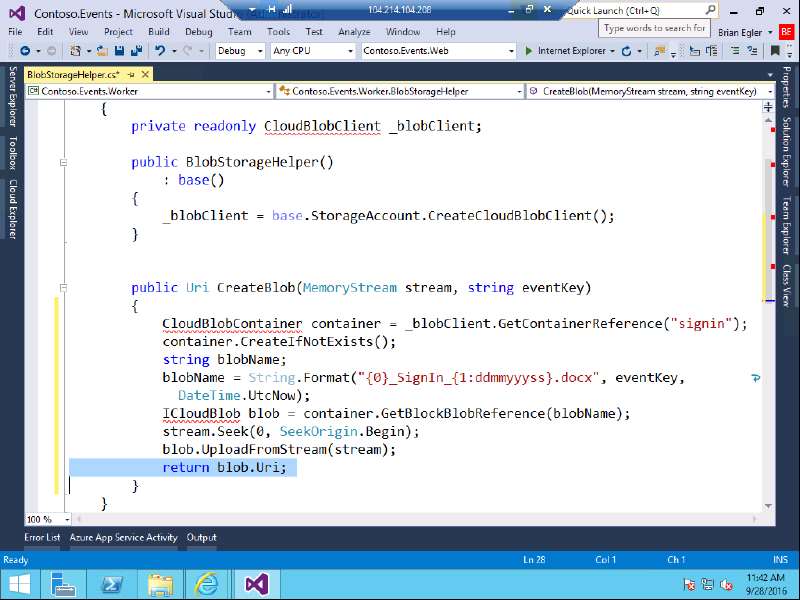 Contoso.Events - Microsoft Visual Stu
104.214.104.208
Quick Launch (Ctrl+Q)
Type words to search for
File Edit View Project Build Debug Team Tools Test Analyze Window Help Brian Egler BE
Debug Any CPU Contoso.Events.Web Internet Explorer
BlobStorageHelper.cs*
Contoso.Events.Worker Contoso.Events.Worker.BlobStorageHelper CreateBlob(MemoryStream stream, string eventKey)
Server Explorer
Toolbox
Cloud Explorer
{
private readonly CloudBlobClient _blobClient;
public BlobStorageHelper()
: base()
{
_blobClient = base.StorageAccount.CreateCloudBlobClient();
}
public Uri CreateBlob(MemoryStream stream, string eventKey)
{
CloudBlobContainer container = _blobClient.GetContainerReference("signin");
container.CreateIfNotExists();
string blobName;
blobName = String.Format("{0}_SignIn_{1:ddmmyyyss}.docx", eventKey,
DateTime.UtcNow);
ICloudBlob blob = container.GetBlockBlobReference(blobName);
stream.Seek(0, SeekOrigin.Begin);
blob.UploadFromStream(stream);
return blob.Uri;
}
}
Properties
Solution Explorer
Team Explorer
Class View
100 %
Error List Azure App Service Activity Output
Ready Ln 28 Col 1 Ch 1 INS
11:42 AM
9/28/2016